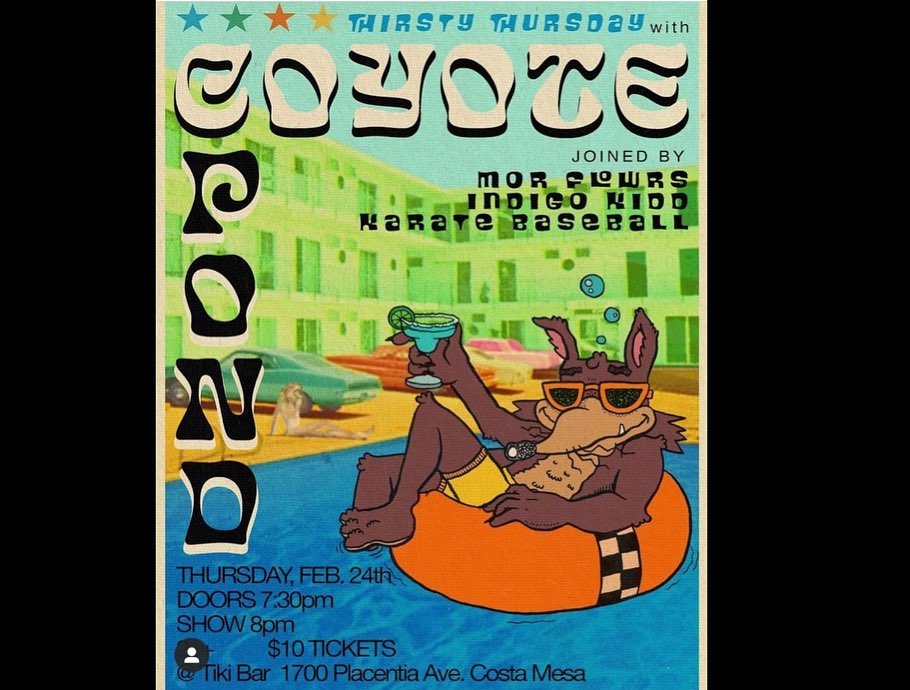 THIRSTY THURSDAY with
COYOTE
POND
JOINED BY
MOR FLOWRS
INDIGO KIDD
KARATE BASEBALL
THURSDAY, FEB. 24th
DOORS 7:30pm
SHOW 8pm
$10 TICKETS
@ Tiki Bar 1700 Placentia Ave. Costa Mesa